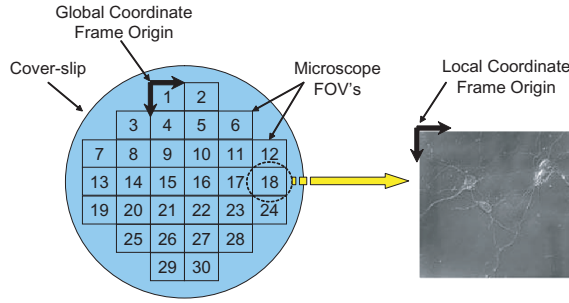 Global Coordinate
Frame Origin
Cover-slip
Microscope
FOV's
Local Coordinate
Frame Origin
1 2
3 4 5 6
7 8 9 10 11 12
13 14 15 16 17 18
19 20 21 22 23 24
25 26 27 28
29 30